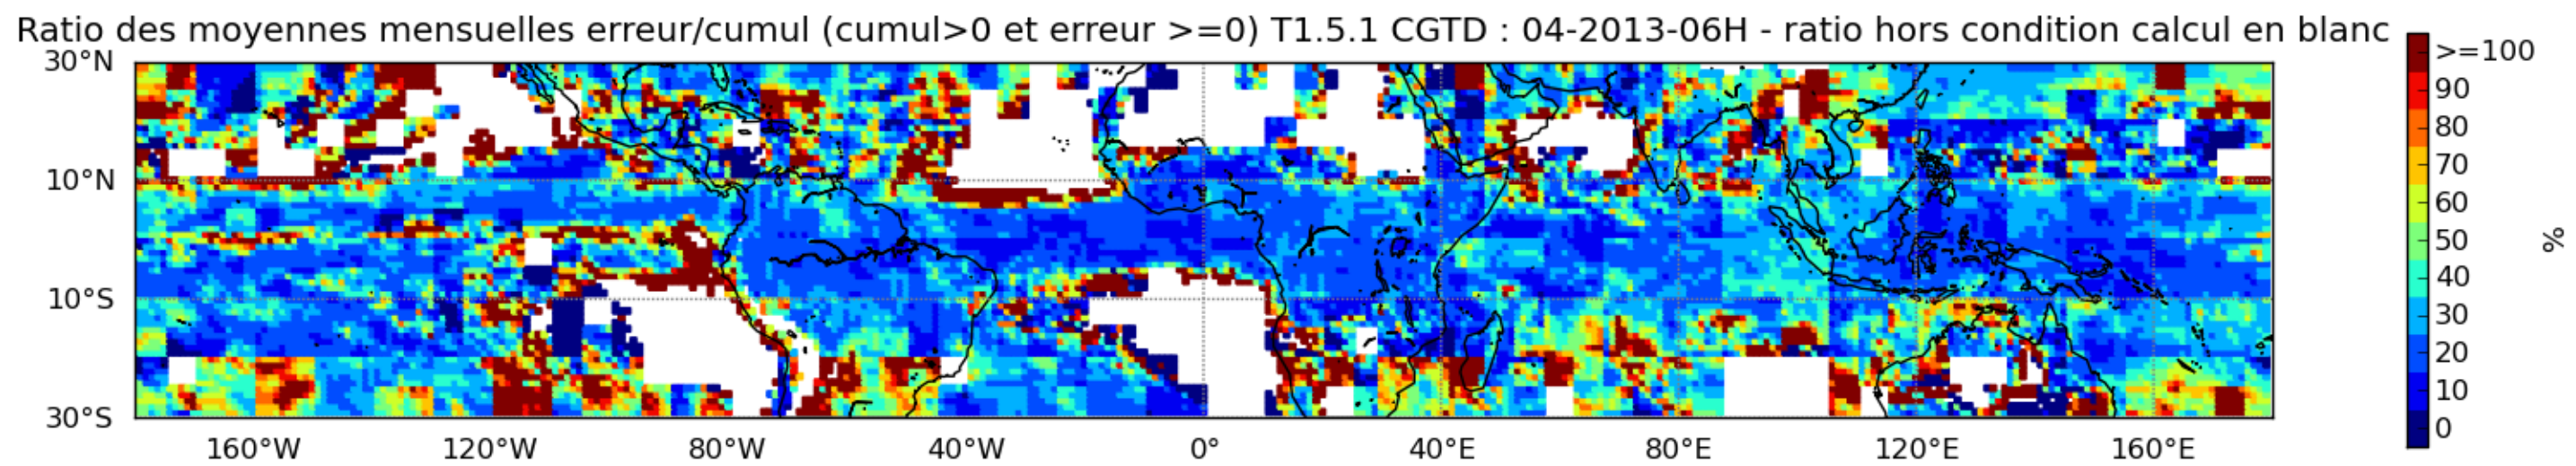 Ratio des moyennes mensuelles erreur/cumul (cumul>0 et erreur >=0) T1.5.1 CGTD : 04-2013-06H - ratio hors condition calcul en blanc
30°N
10°N
10°S
30°S
160°W 120°W 80°W 40°W 0° 40°E 80°E 120°E 160°E
>=100
90
80
70
60
50
40
30
20
10
0
%